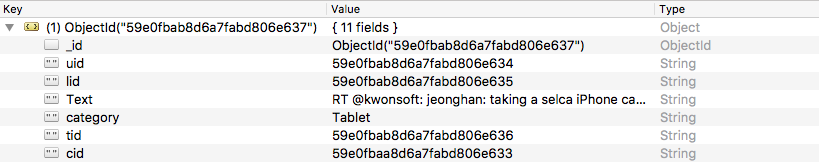 Key Value Type
(1) ObjectId("59e0fbab8d6a7fabd806e637") { 11 fields } Object
_id ObjectId("59e0fbab8d6a7fabd806e637") ObjectId
"" uid 59e0fbab8d6a7fabd806e634 String
"" lid 59e0fbab8d6a7fabd806e635 String
"" Text RT @kwonsoft: jeonghan: taking a selca iPhone ca... String
"" category Tablet String
"" tid 59e0fbab8d6a7fabd806e636 String
"" cid 59e0fbaa8d6a7fabd806e633 String